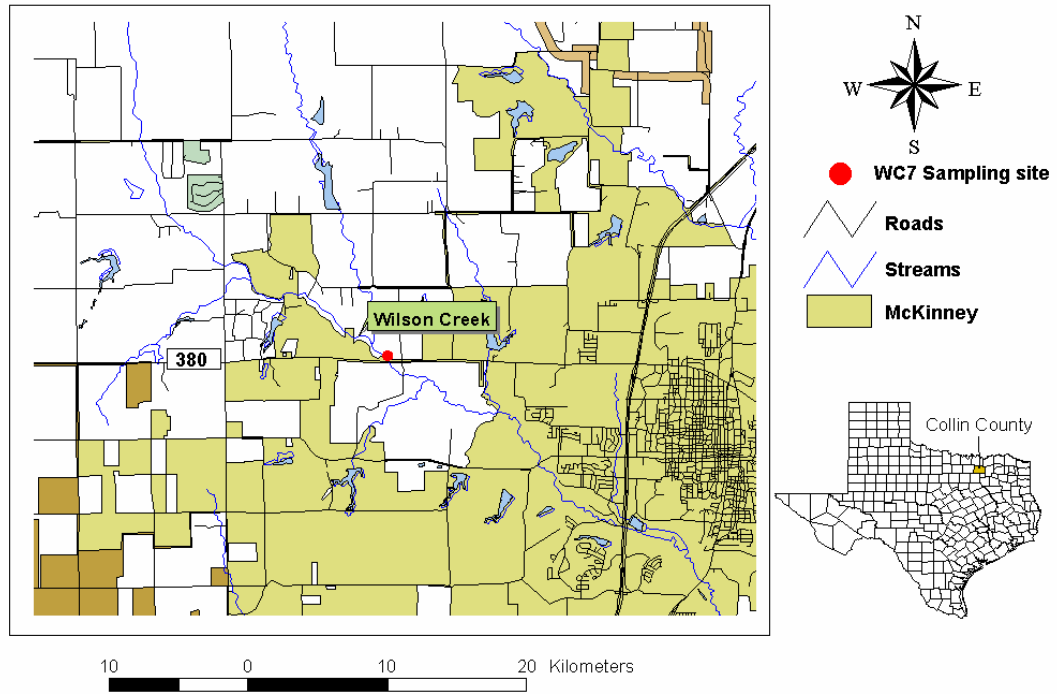 N
W
E
S
WC7 Sampling site
Roads
Streams
McKinney
Wilson Creek
380
Collin County
10 0 10 20 Kilometers